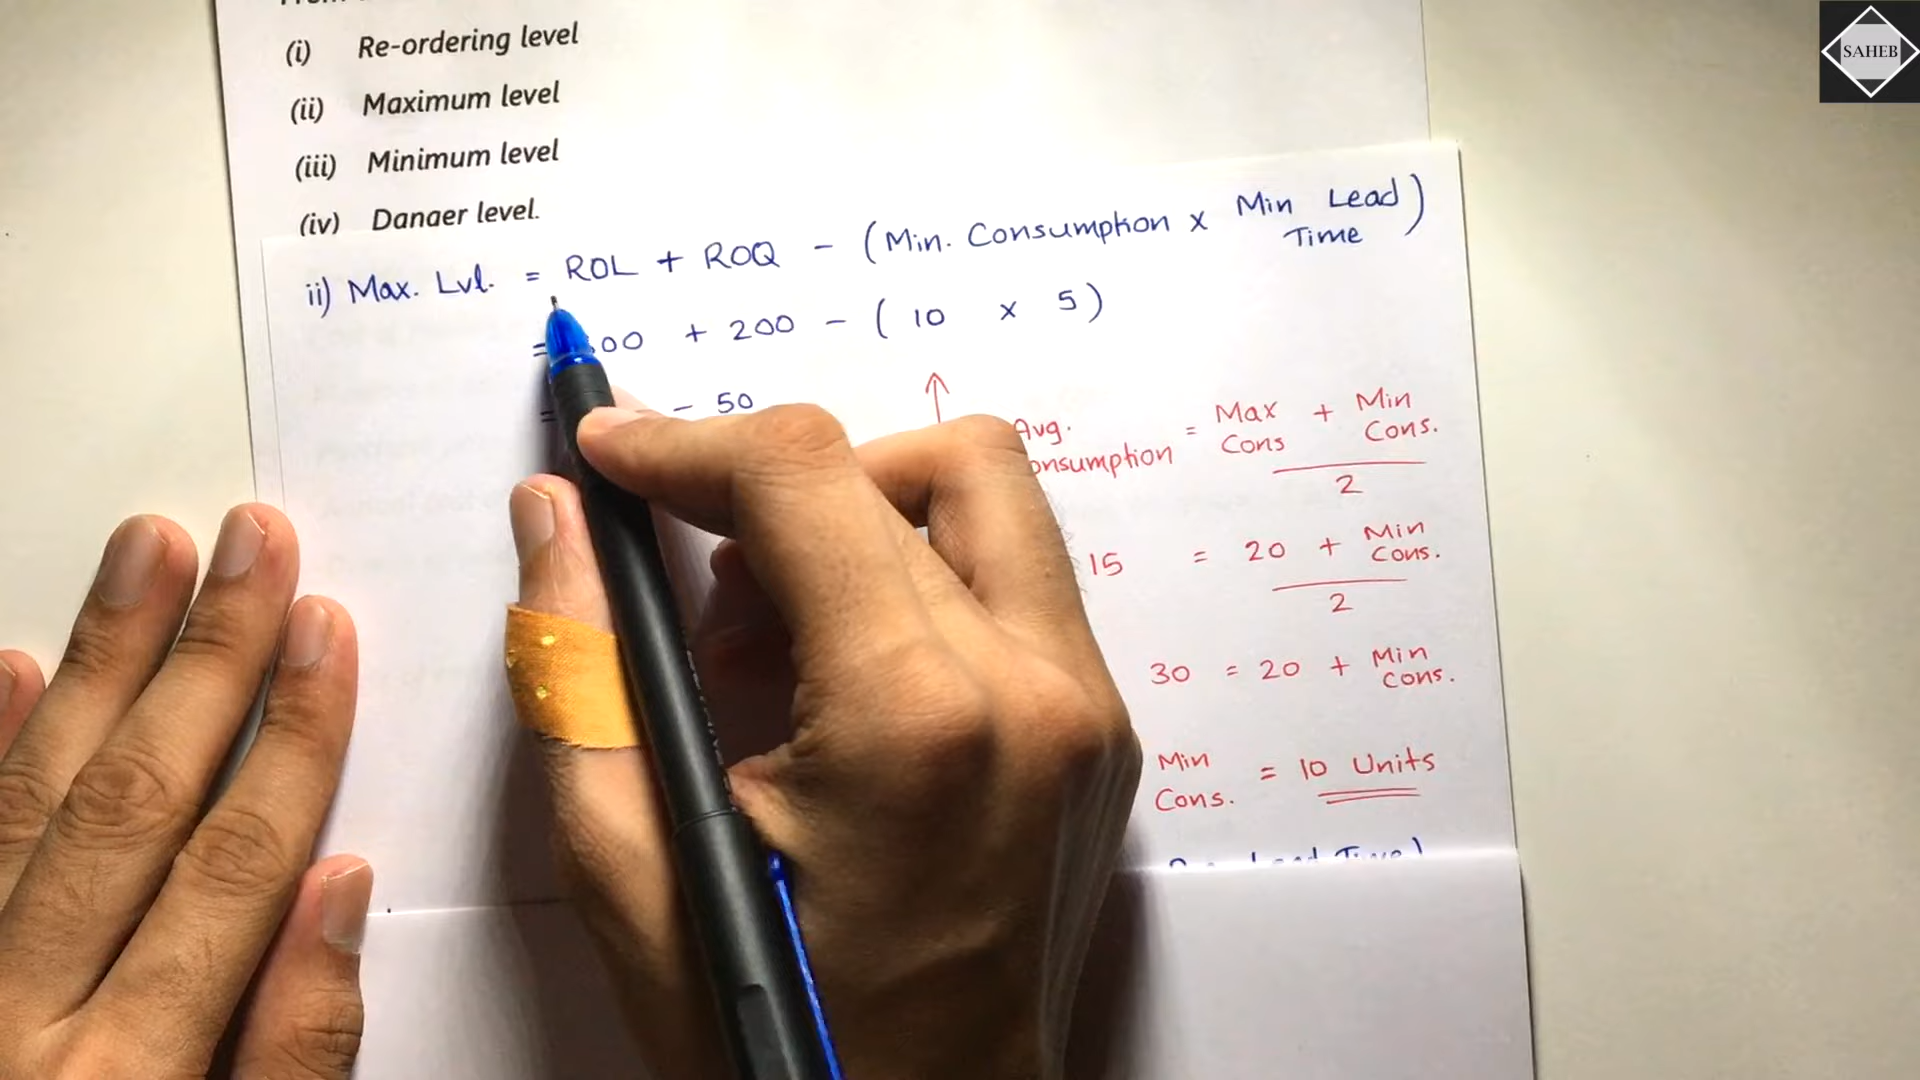 (i) Re-ordering level
(ii) Maximum level
(iii) Minimum level
(iv) Danger level.
ii) Max. Lvl. = ROL + ROQ - (Min. Consumption x Min Lead Time)
= 00 + 200 - ( 10 x 5 )
= - 50
Avg. onsumption = Max Cons + Min Cons.
2
15 = 20 + Min Cons.
2
30 = 20 + Min Cons.
Min Cons. = 10 Units
SAHEB